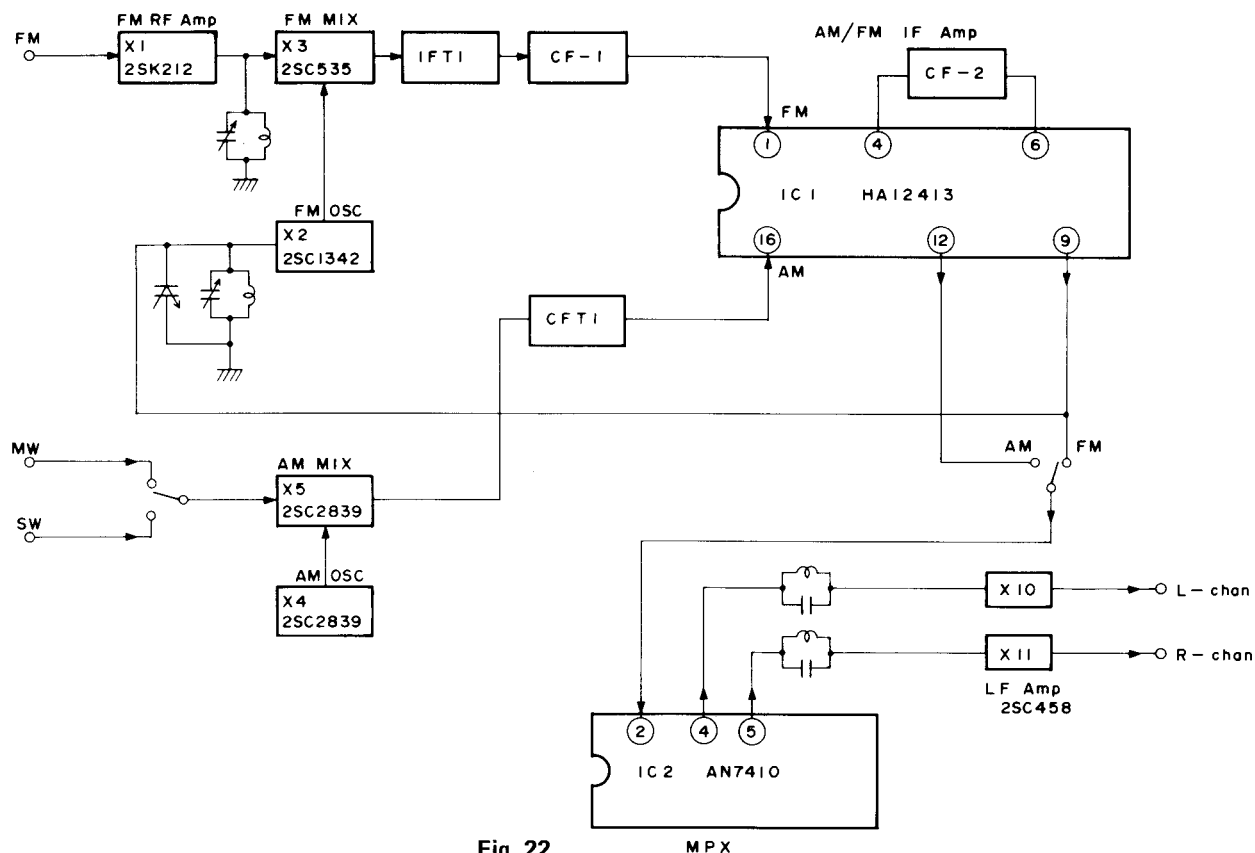 FM RF Amp
FM
X1
2SK212
FM MIX
X3
2SC535
IFT1
CF-1
AM/FM IF Amp
CF-2
FM
1
4
6
IC1 HA12413
16
12
9
AM
FM OSC
X2
2SC1342
CFT1
MW
SW
AM MIX
X5
2SC2839
AM OSC
X4
2SC2839
AM
FM
X10
L-chan
X11
R-chan
LF Amp
2SC458
2
4
5
IC2 AN7410
MPX
Fig. 22